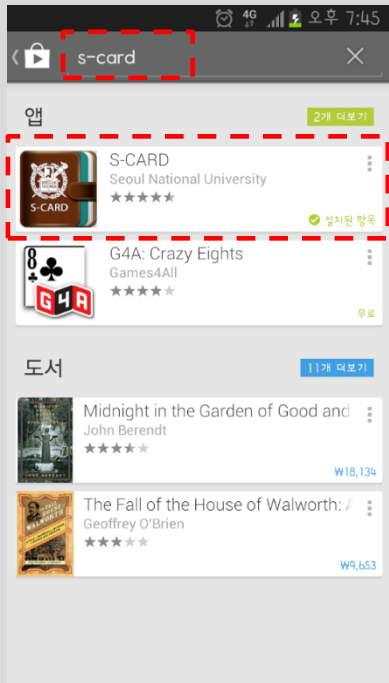 4G 오후 7:45
s-card
앱
2개 더보기
S-CARD
Seoul National University
S-CARD
설치된 항목
G4A: Crazy Eights
Games4All
8
G4A
무료
도서
11개 더보기
Midnight in the Garden of Good and
John Berendt
₩18,134
The Fall of the House of Walworth: A
Geoffrey O'Brien
₩9,653